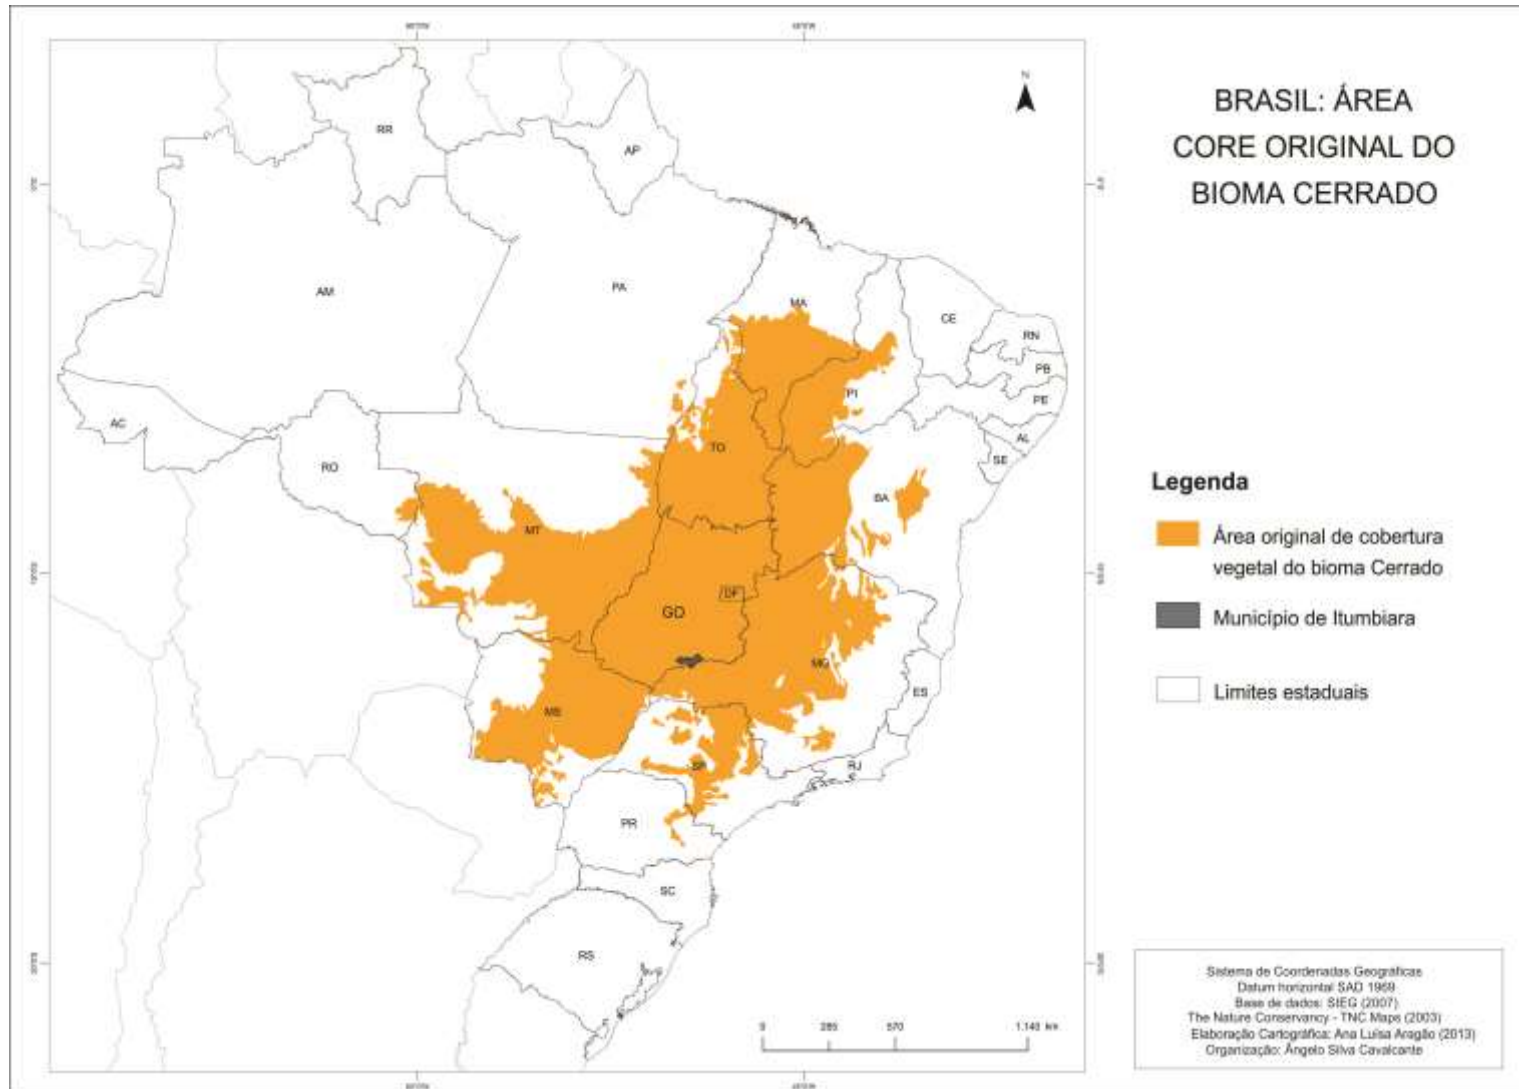 BRASIL: ÁREA
CORE ORIGINAL DO
BIOMA CERRADO
N
RR
AP
AM
PA
MA
CE
RN
PB
PE
PI
AC
AL
SE
TO
RO
BA
MT
DF
GO
MG
ES
MS
SP
RJ
PR
SC
RS
Legenda
Área original de cobertura
vegetal do bioma Cerrado
Município de Itumbiara
Limites estaduais
0 285 570 1.140 km
Sistema de Coordenadas Geográficas
Datum horizontal SAD 1969
Base de dados: SIEG (2007)
The Nature Conservancy - TNC Maps (2003)
Elaboração Cartográfica: Ana Luísa Aragão (2013)
Organização: Ângelo Silva Cavalcante